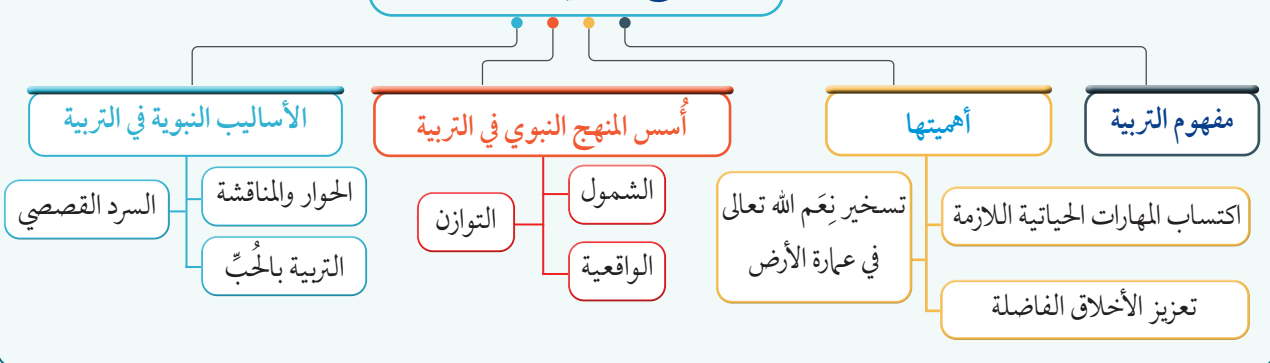 مفهوم التربية
أهميتها
اكتساب المهارات الحياتية اللازمة
تسخير نِعَم الله تعالى
في عمارة الأرض
تعزيز الأخلاق الفاضلة
أُسس المنهج النبوي في التربية
الشمول
التوازن
الواقعية
الأساليب النبوية في التربية
الحوار والمناقشة
السرد القصصي
التربية بالحُبِّ